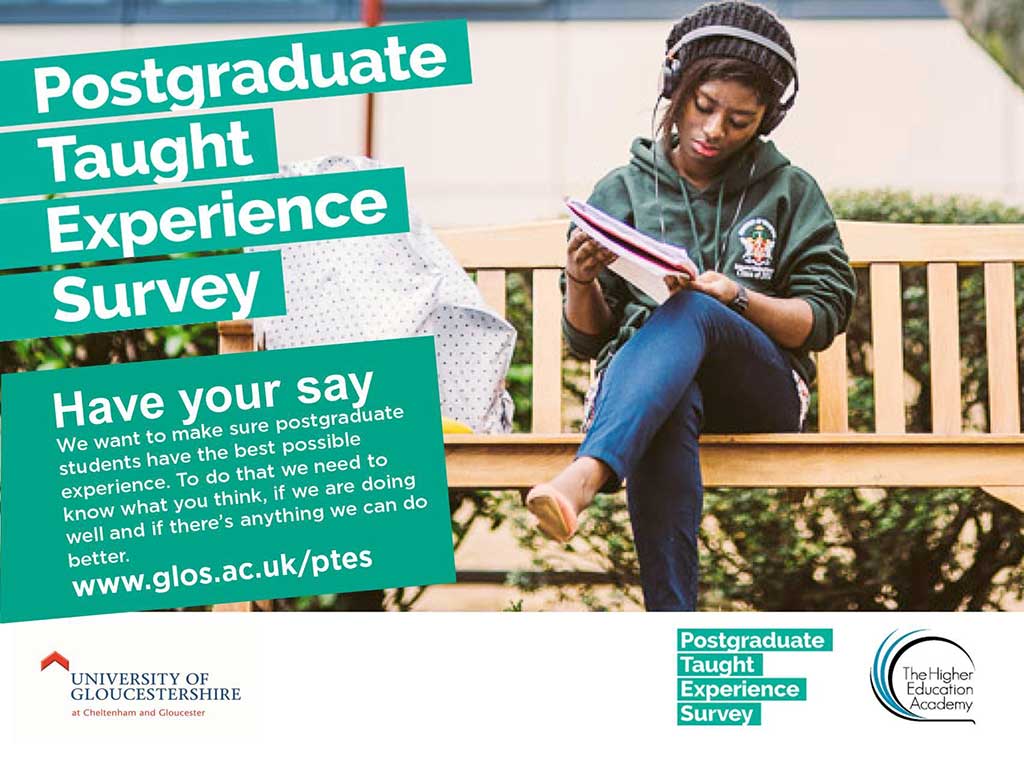 Postgraduate
Taught
Experience
Survey
Have your say
We want to make sure postgraduate
students have the best possible
experience. To do that we need to
know what you think, if we are doing
well and if there's anything we can do
better.
www.glos.ac.uk/ptes
UNIVERSITY OF
GLOUCESTERSHIRE
at Cheltenham and Gloucester
Postgraduate
Taught
Experience
Survey
The Higher
Education
Academy